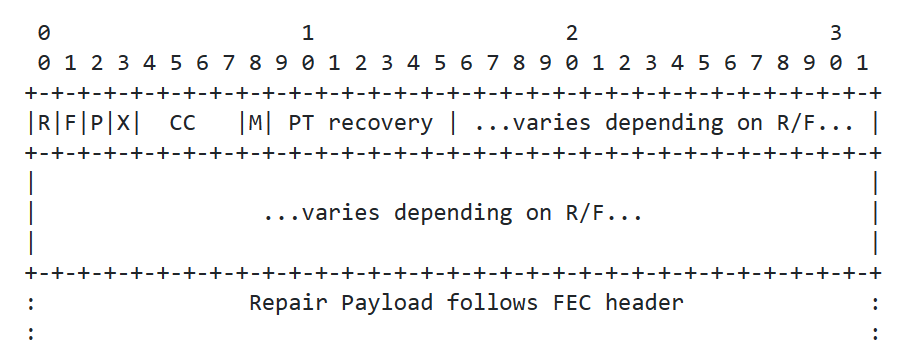 0                   1                   2                   3
 0 1 2 3 4 5 6 7 8 9 0 1 2 3 4 5 6 7 8 9 0 1 2 3 4 5 6 7 8 9 0 1
+-+-+-+-+-+-+-+-+-+-+-+-+-+-+-+-+-+-+-+-+-+-+-+-+-+-+-+-+-+-+-+-+
|R|F|P|X|  CC   |M| PT recovery | ...varies depending on R/F... |
+-+-+-+-+-+-+-+-+-+-+-+-+-+-+-+-+-+-+-+-+-+-+-+-+-+-+-+-+-+-+-+-+
|                                                               |
|                 ...varies depending on R/F...                 |
|                                                               |
+-+-+-+-+-+-+-+-+-+-+-+-+-+-+-+-+-+-+-+-+-+-+-+-+-+-+-+-+-+-+-+-+
:                Repair Payload follows FEC header              :
:                                                               :